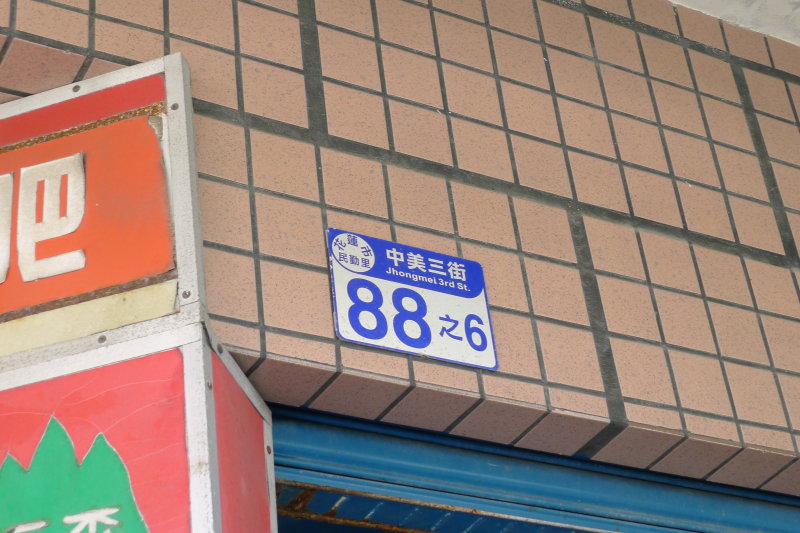 吧
花蓮市
民勤里
中美三街
Jhongmei 3rd St.
88之6